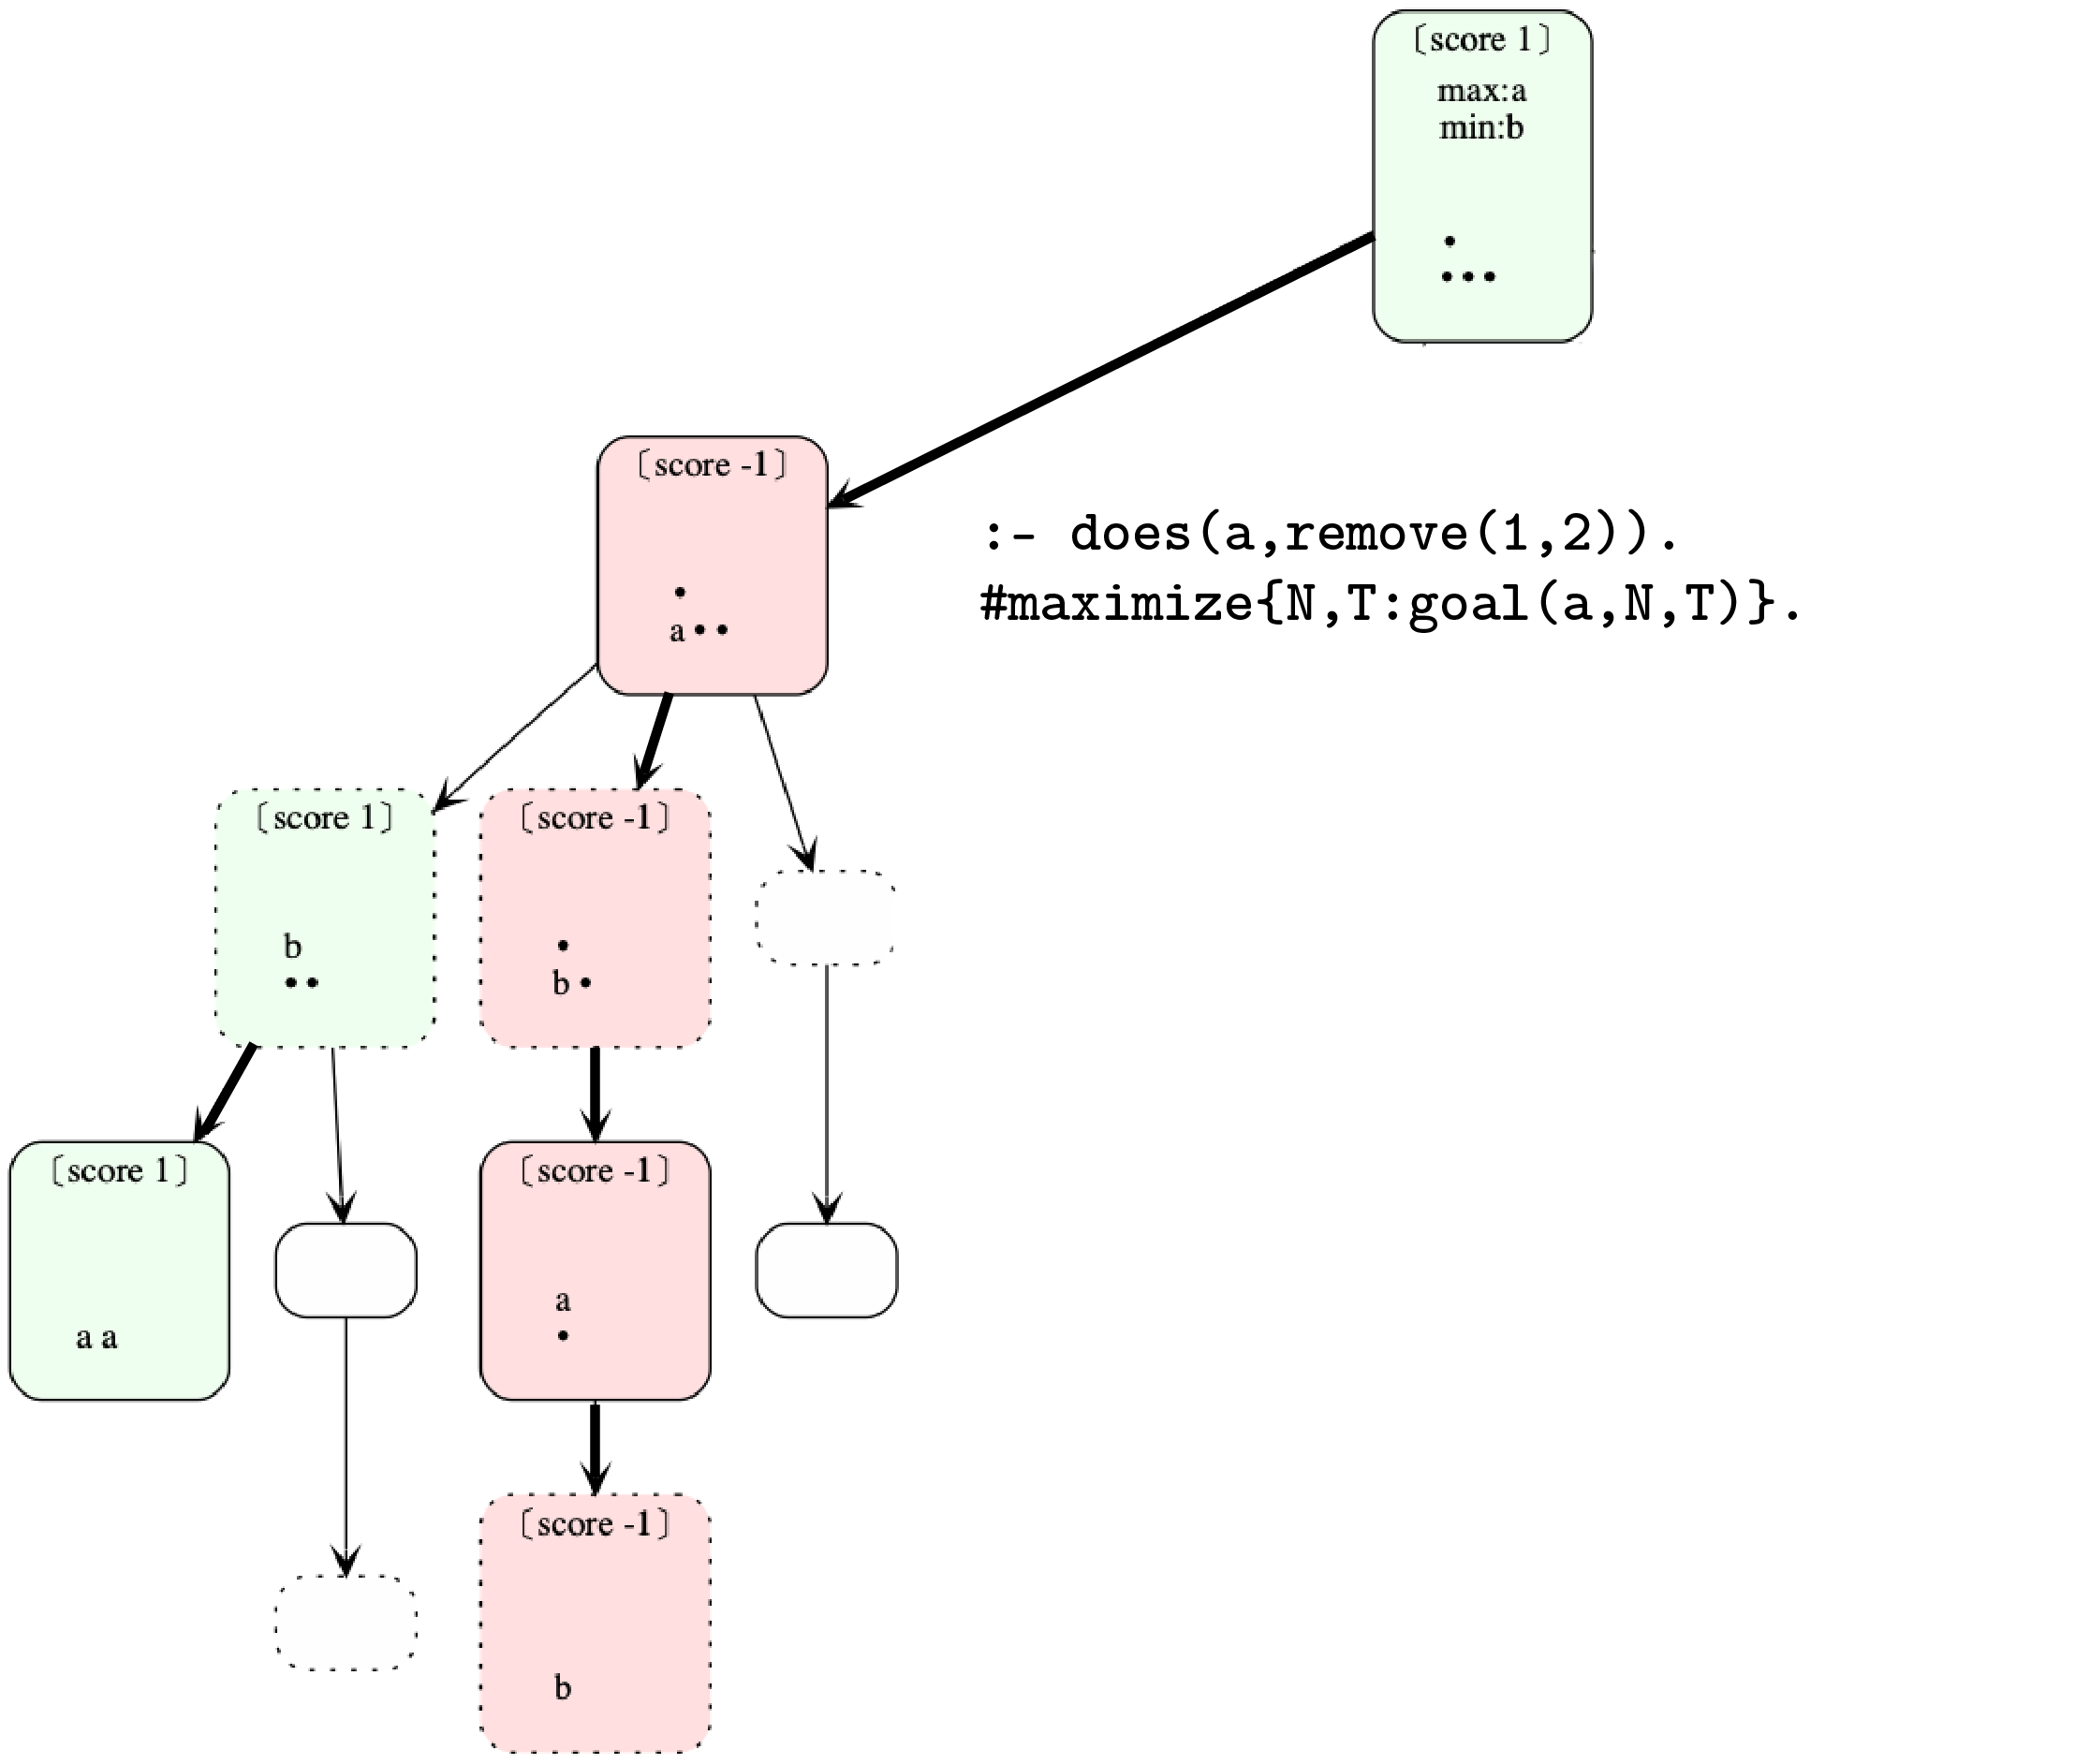 〔score 1〕
max:a
min:b
•
•••
〔score -1〕
•
a••
:- does(a,remove(1,2)).
#maximize{N,T:goal(a,N,T)}.
〔score 1〕
b
••
〔score -1〕
•
b•
〔score 1〕
a a
〔score -1〕
a
•
〔score -1〕
b